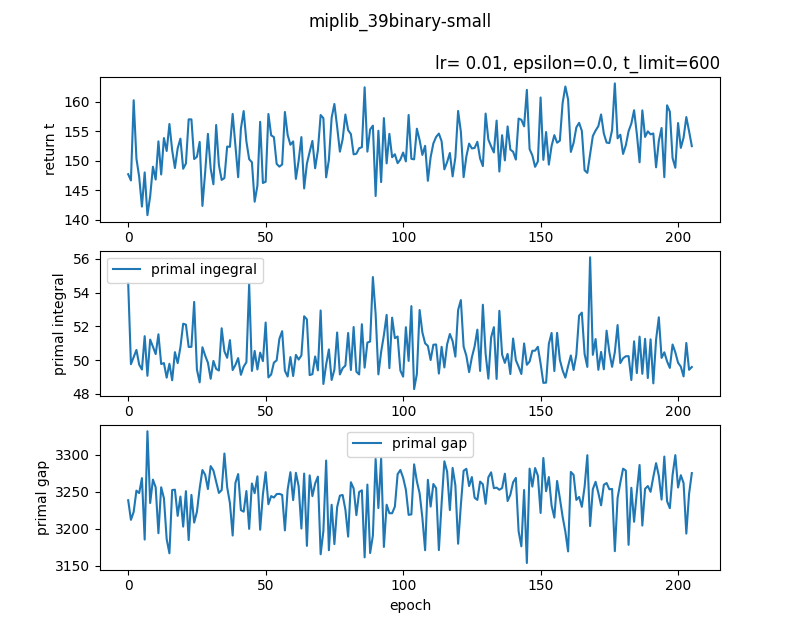 miplib_39binary-small
lr= 0.01, epsilon=0.0, t_limit=600
return t
160
155
150
145
140
0 50 100 150 200
primal integral
primal ingegral
56
54
52
50
48
0 50 100 150 200
primal gap
primal gap
3300
3250
3200
3150
0 50 100 150 200
epoch